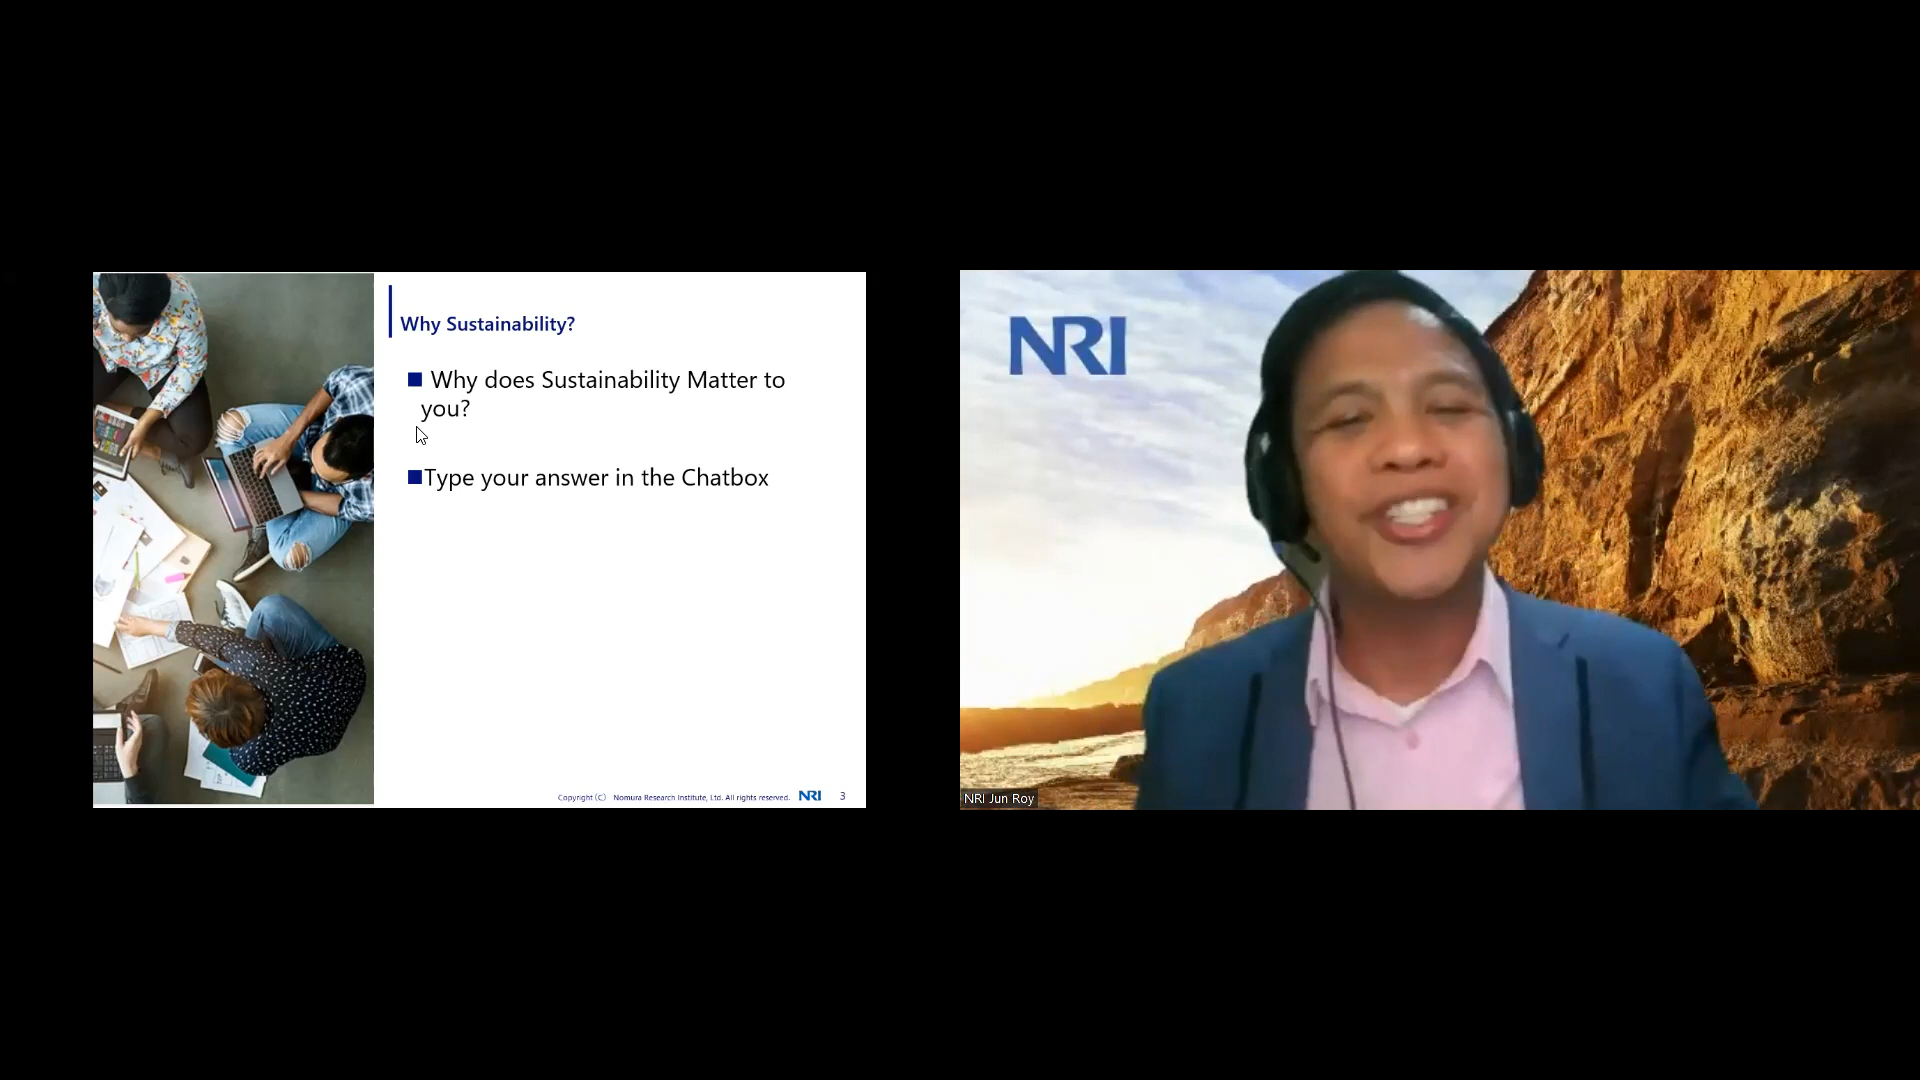 Why Sustainability?
Why does Sustainability Matter to
you?
Type your answer in the Chatbox
Copyright (C) Nomura Research Institute, Ltd. All rights reserved. NRI 3
NRI
NRI Jun Roy